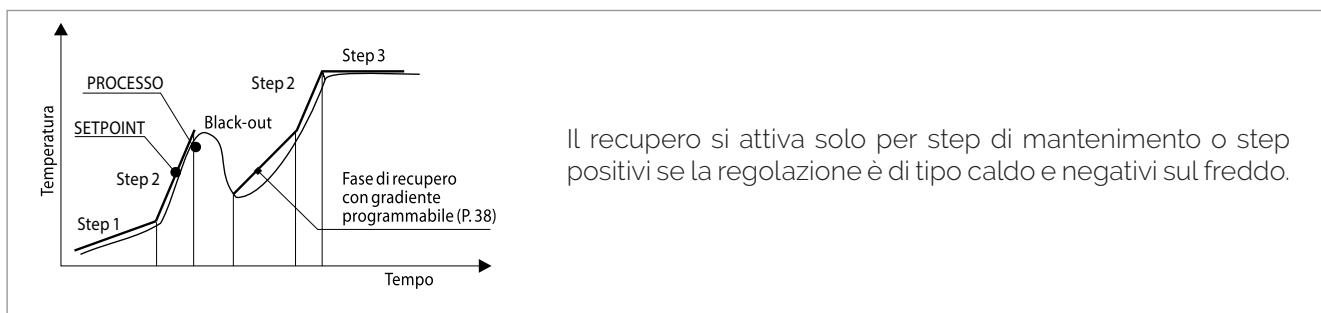 Step 3
Step 2
PROCESSO
Black-out
SETPOINT
Step 2
Step 1
Temperatura
Fase di recupero
con gradiente
programmabile (P. 38)
Tempo
Il recupero si attiva solo per step di mantenimento o step
positivi se la regolazione è di tipo caldo e negativi sul freddo.